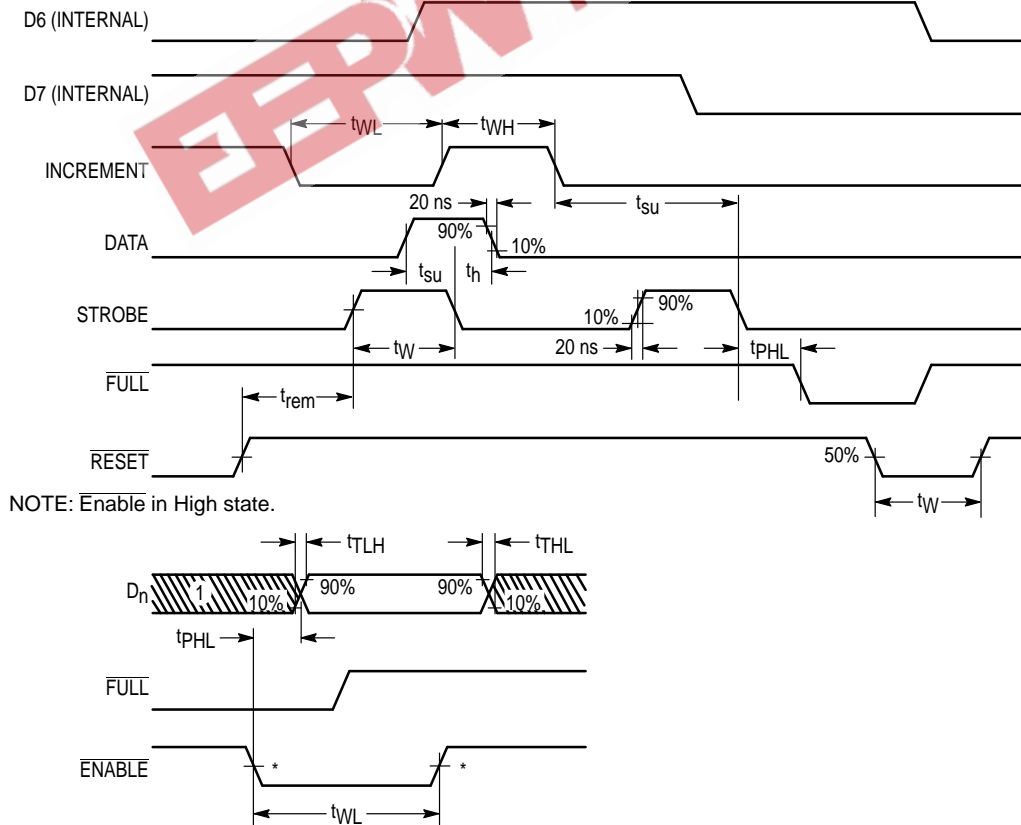 D6 (INTERNAL)
D7 (INTERNAL)
tWL
tWH
INCREMENT
20 ns
tsu
DATA
90%
10%
tsu
th
STROBE
10%
90%
tW
20 ns
tPHL
FULL
trem
RESET
50%
tW
NOTE: Enable in High state.
tTLH
tTHL
Dn
1
10%
90%
90%
10%
tPHL
FULL
ENABLE
*
*
tWL